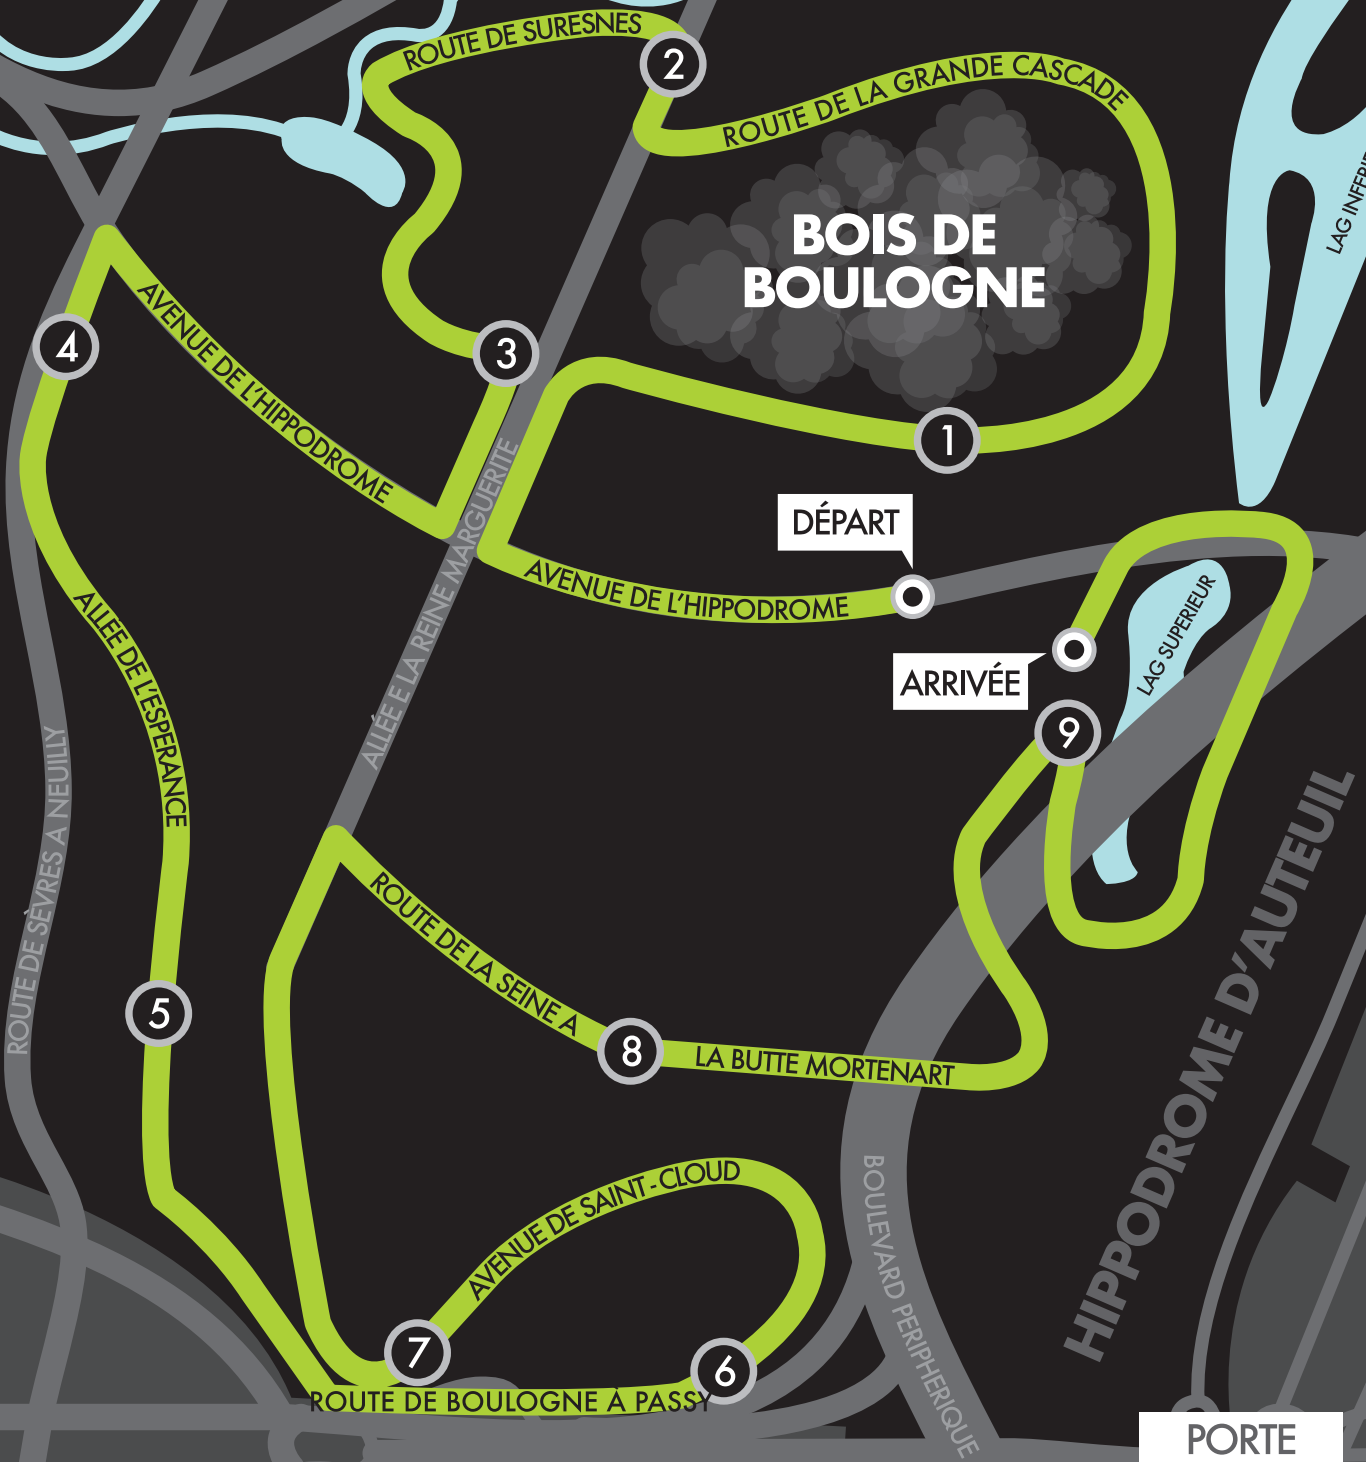 ROUTE DE SURESNES
2
ROUTE DE LA GRANDE CASCADE
BOIS DE
BOULOGNE
4
AVENUE DE L'HIPPODROME
3
1
DÉPART
AVENUE DE L'HIPPODROME
ARRIVÉE
LAG SUPERIEUR
9
ALLÉE E LA REINE MARGUERITE
ALLÉE DE L'ESPERANCE
ROUTE DE SÈVRES A NEUILLY
5
ROUTE DE LA SEINE A
8
LA BUTTE MORTENART
HIPPODROME D'AUTEUIL
BOULEVARD PERIPHERIQUE
AVENUE DE SAINT-CLOUD
7
6
ROUTE DE BOULOGNE À PASSY
PORTE
LAG